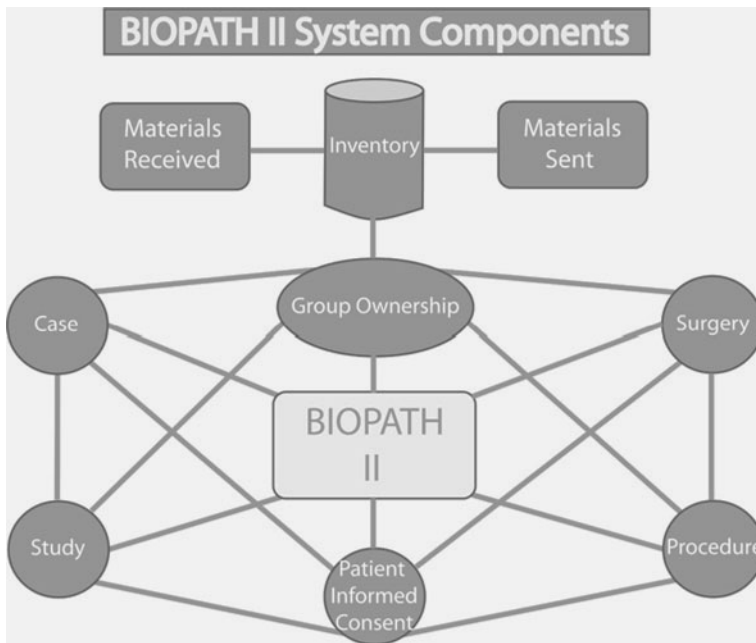 BIOPATH II System Components
Materials
Received
Inventory
Materials
Sent
Group Ownership
Case
Surgery
BIOPATH
II
Study
Procedure
Patient
Informed
Consent